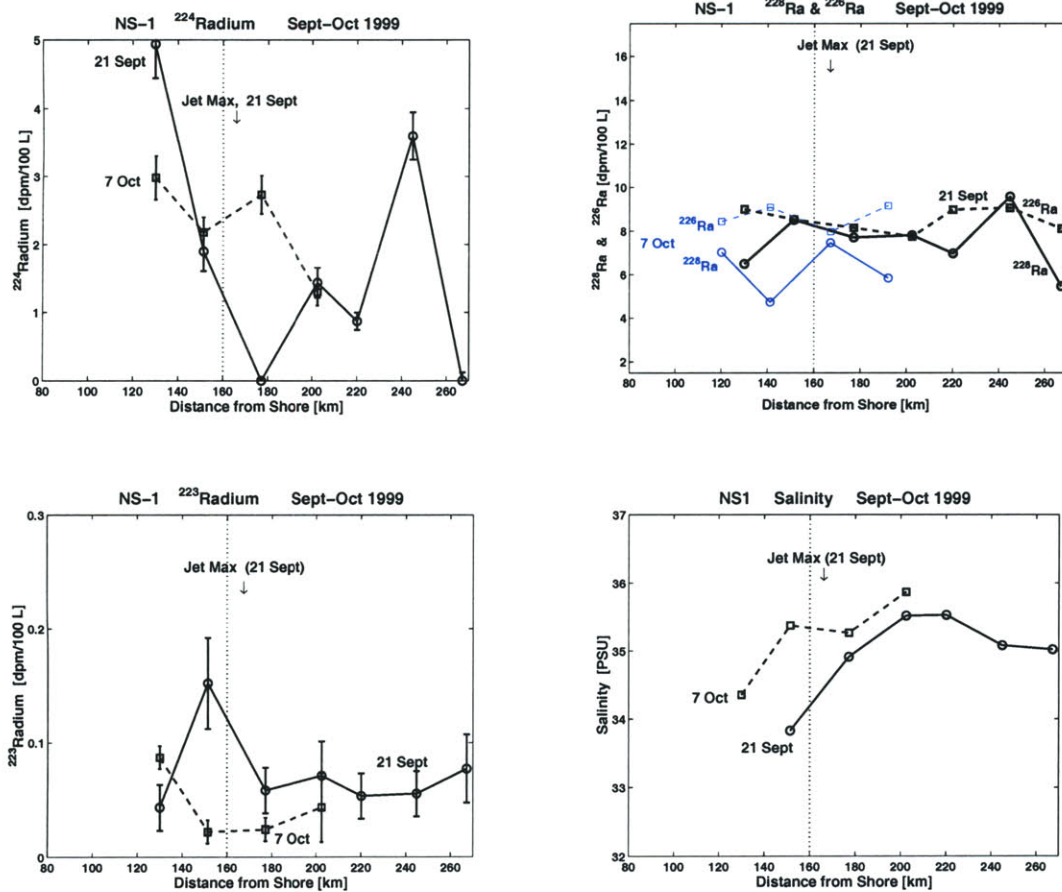 NS-1 ²²⁴Radium Sept-Oct 1999
5
4
3
2
1
0
²²⁴Radium [dpm/100 L]
21 Sept
Jet Max, 21 Sept
↓
7 Oct
80 100 120 140 160 180 200 220 240 260
Distance from Shore [km]
NS-1 ²²⁸Ra & ²²⁶Ra Sept-Oct 1999
16
14
12
10
8
6
4
2
²²⁸Ra & ²²⁶Ra [dpm/100 L]
Jet Max (21 Sept)
↓
21 Sept
²²⁶Ra
²²⁶Ra
7 Oct
²²⁸Ra
²²⁸Ra
80 100 120 140 160 180 200 220 240 260
Distance from Shore [km]
NS-1 ²²³Radium Sept-Oct 1999
0.3
0.2
0.1
0
²²³Radium [dpm/100 L]
Jet Max (21 Sept)
↓
21 Sept
7 Oct
80 100 120 140 160 180 200 220 240 260
Distance from Shore [km]
NS1 Salinity Sept-Oct 1999
37
36
35
34
33
32
Salinity [PSU]
Jet Max (21 Sept)
↓
7 Oct
21 Sept
80 100 120 140 160 180 200 220 240 260
Distance from Shore [km]